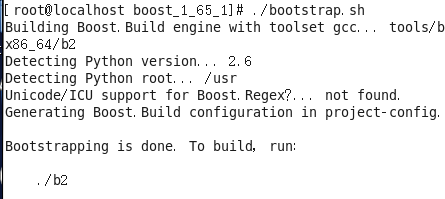 [root@localhost boost_1_65_1]# ./bootstrap.sh
Building Boost.Build engine with toolset gcc... tools/b
x86_64/b2
Detecting Python version... 2.6
Detecting Python root... /usr
Unicode/ICU support for Boost.Regex?... not found.
Generating Boost.Build configuration in project-config.
Bootstrapping is done. To build, run:
./b2